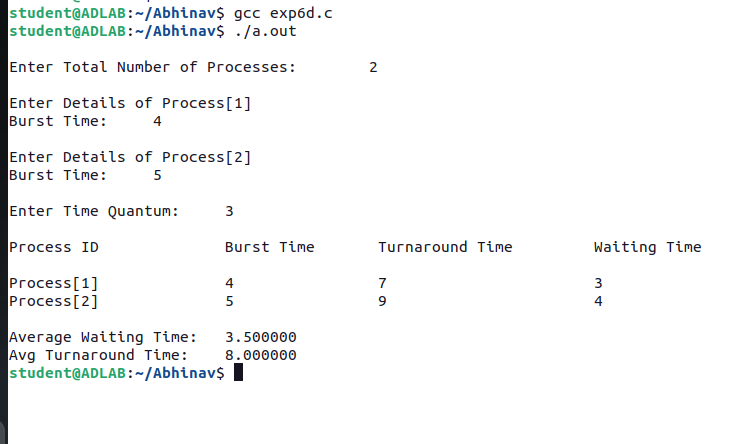 student@ADLAB:~/Abhinav$ gcc exp6d.c
student@ADLAB:~/Abhinav$ ./a.out
Enter Total Number of Processes: 2
Enter Details of Process[1]
Burst Time: 4
Enter Details of Process[2]
Burst Time: 5
Enter Time Quantum: 3
Process ID Burst Time Turnaround Time Waiting Time
Process[1] 4 7 3
Process[2] 5 9 4
Average Waiting Time: 3.500000
Avg Turnaround Time: 8.000000
student@ADLAB:~/Abhinav$